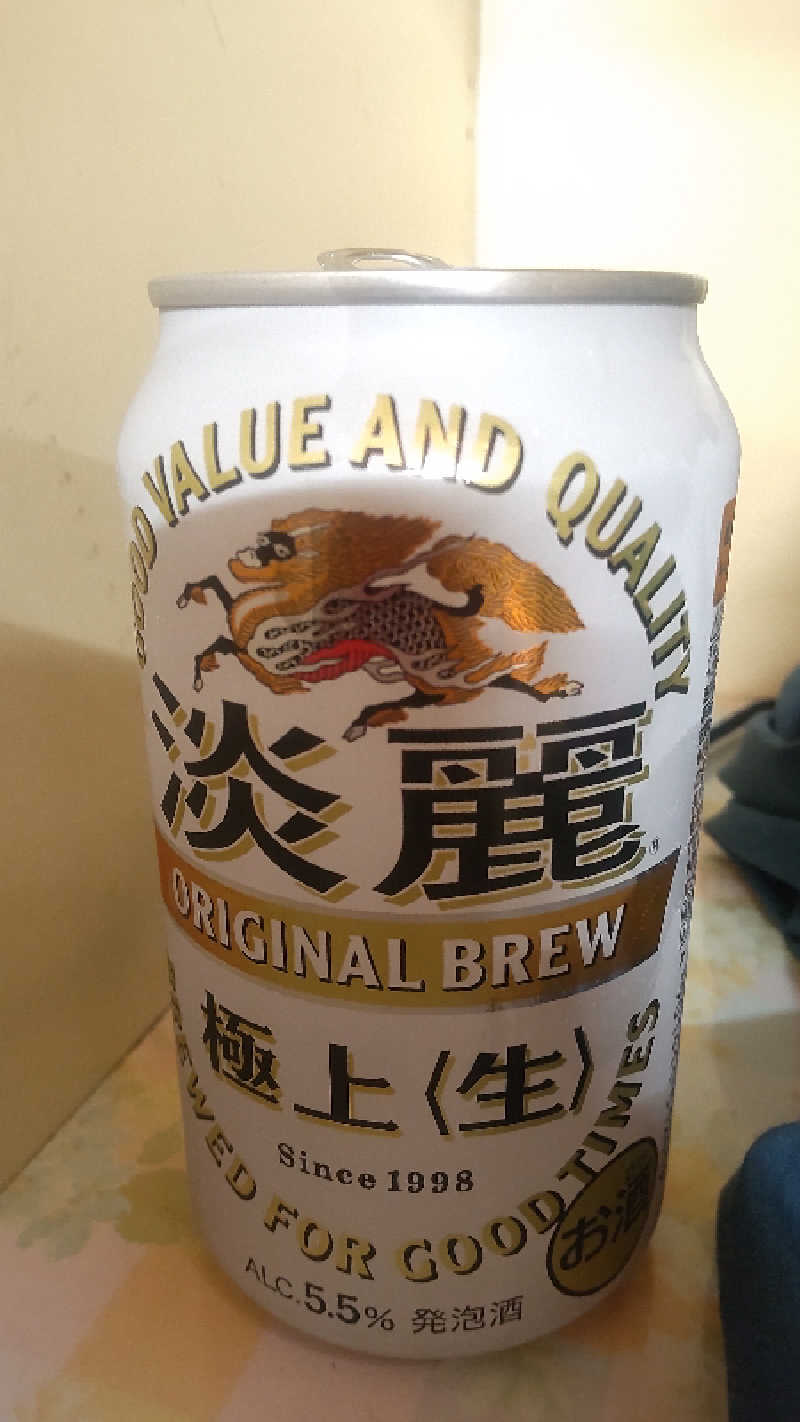 GOOD VALUE AND QUALITY
淡麗
ORIGINAL BREW
極上〈生〉
Since 1998
BREWED FOR GOOD TIMES
お酒
ALC.5.5% 発泡酒